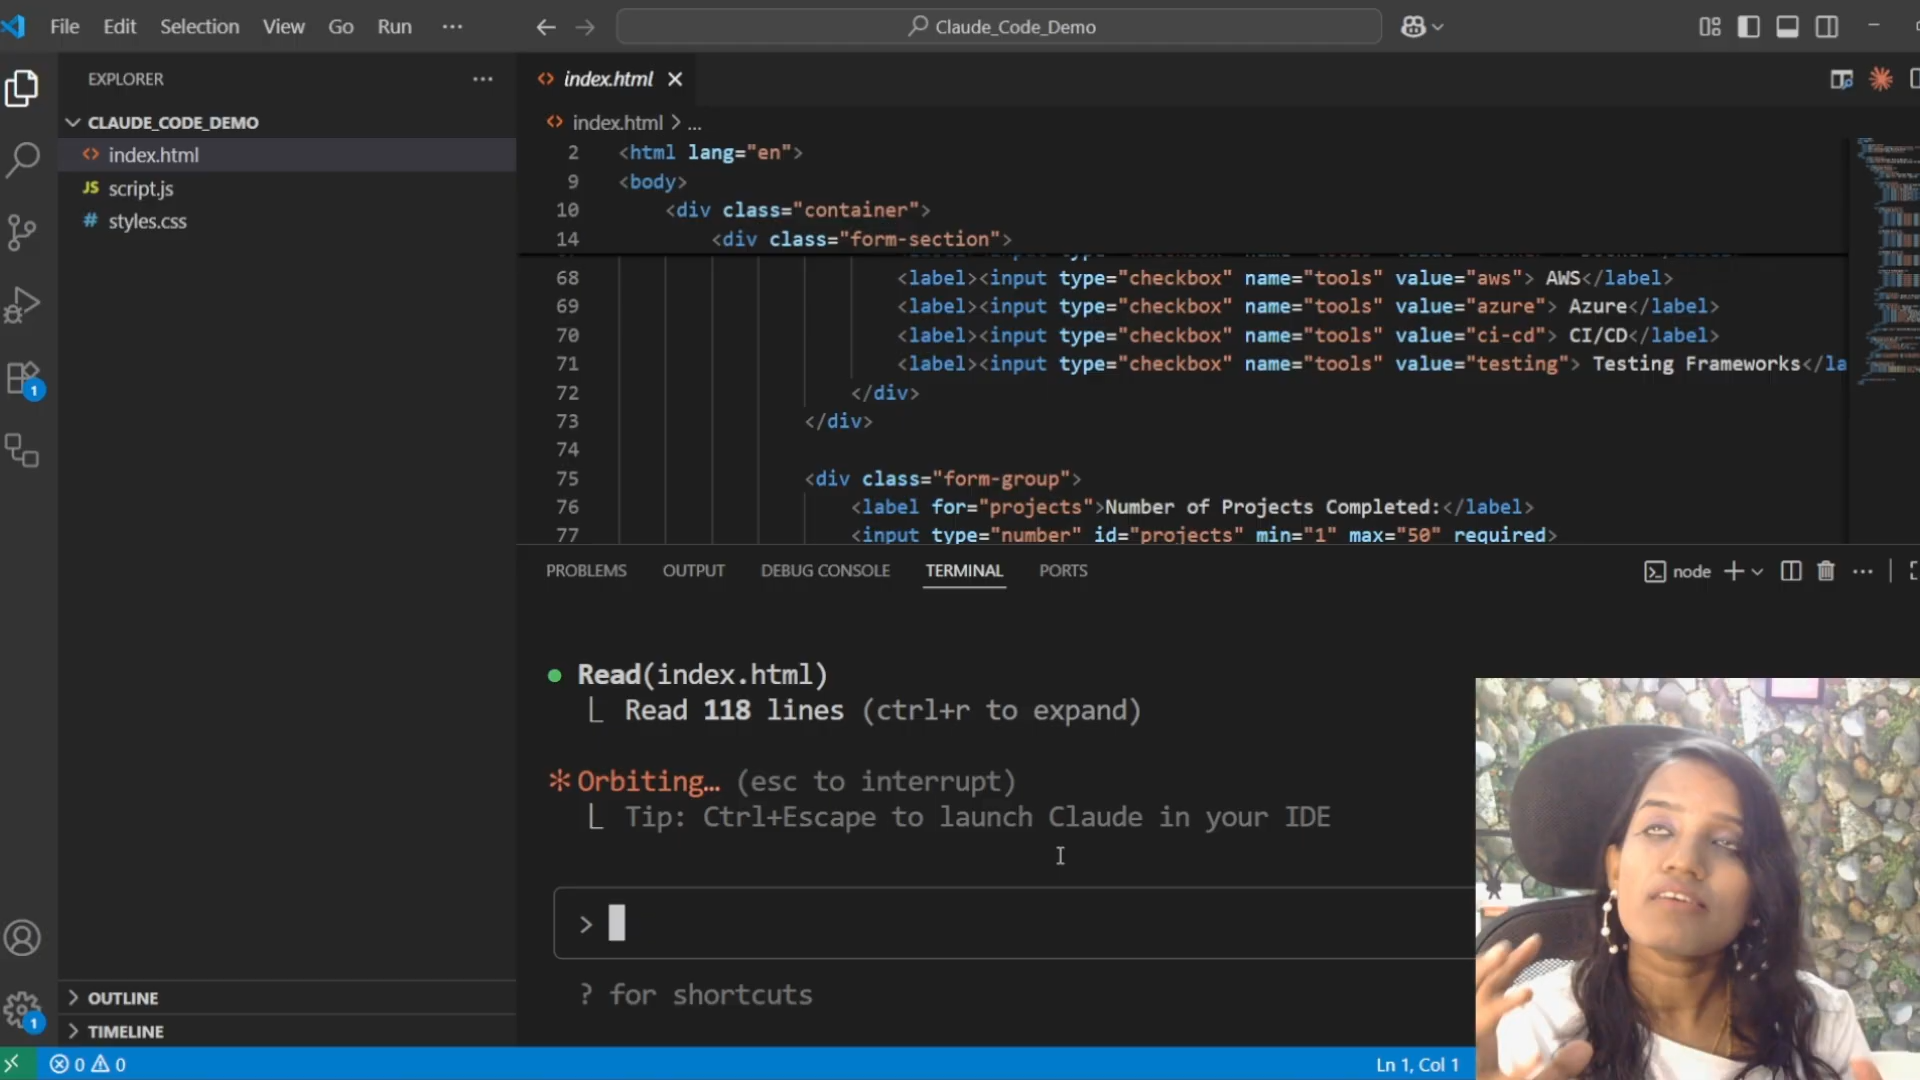 File Edit Selection View Go Run ···
Claude_Code_Demo
EXPLORER
CLAUDE_CODE_DEMO
<> index.html
JS script.js
# styles.css
OUTLINE
TIMELINE
1
1
<> index.html
<> index.html > ...
2 <html lang="en">
9 <body>
10 <div class="container">
14 <div class="form-section">
68 <label><input type="checkbox" name="tools" value="aws"> AWS</label>
69 <label><input type="checkbox" name="tools" value="azure"> Azure</label>
70 <label><input type="checkbox" name="tools" value="ci-cd"> CI/CD</label>
71 <label><input type="checkbox" name="tools" value="testing"> Testing Frameworks</la
72 </div>
73 </div>
74
75 <div class="form-group">
76 <label for="projects">Number of Projects Completed:</label>
77 <input type="number" id="projects" min="1" max="50" required>
PROBLEMS OUTPUT DEBUG CONSOLE TERMINAL PORTS
node
● Read(index.html)
⎿ Read 118 lines (ctrl+r to expand)
* Orbiting… (esc to interrupt)
⎿ Tip: Ctrl+Escape to launch Claude in your IDE
>
? for shortcuts
0 0
Ln 1, Col 1